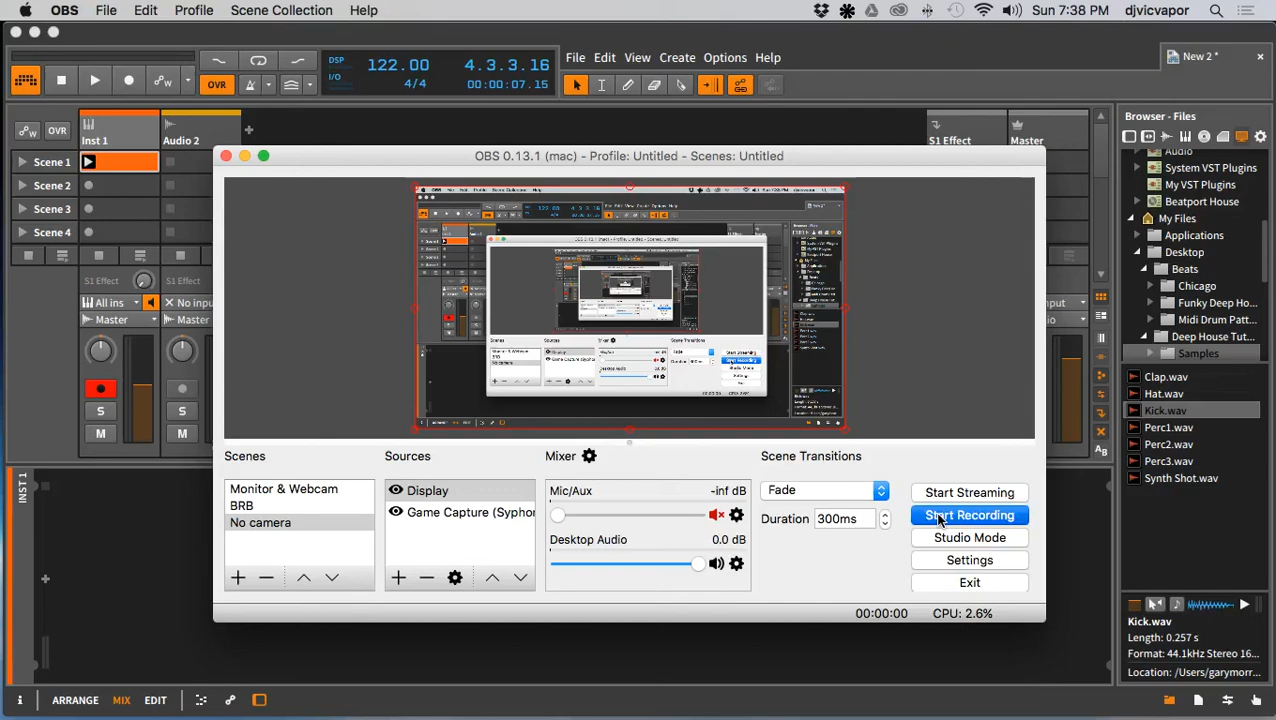 OBS Edit Profile Scene Collection Help Sun 7:38 PM djvicvapor
DSP
I/O
122.00
4/4
4.3.3.16
00:00:07.15
OVR
File Edit View Create Options Help
New 2 *
OVR
Inst 1
Audio 2
S1 Effect
Master
Scene 1
Scene 2
Scene 3
Scene 4
S1 Effect
S1 Effect
All ins
No input
Master
Master
S
S
M
M
INST 1
OBS 0.13.1 (mac) - Profile: Untitled - Scenes: Untitled
Scenes
Monitor & Webcam
BRB
No camera
Sources
Display
Game Capture (Syphor
Mixer
Mic/Aux -inf dB
Desktop Audio 0.0 dB
Scene Transitions
Fade
Duration 300ms
Start Streaming
Start Recording
Studio Mode
Settings
Exit
00:00:00 CPU: 2.6%
Browser - Files
Audio
System VST Plugins
My VST Plugins
Beatport House
My Files
Applications
Desktop
Beats
Chicago
Funky Deep Ho...
Midi Drum Patt...
Deep House Tut...
Samples
Clap.wav
Hat.wav
Kick.wav
Perc1.wav
Perc2.wav
Perc3.wav
Synth Shot.wav
Kick.wav
Length: 0.257 s
Format: 44.1kHz Stereo 16...
Location: /Users/garymorr...
i ARRANGE MIX EDIT